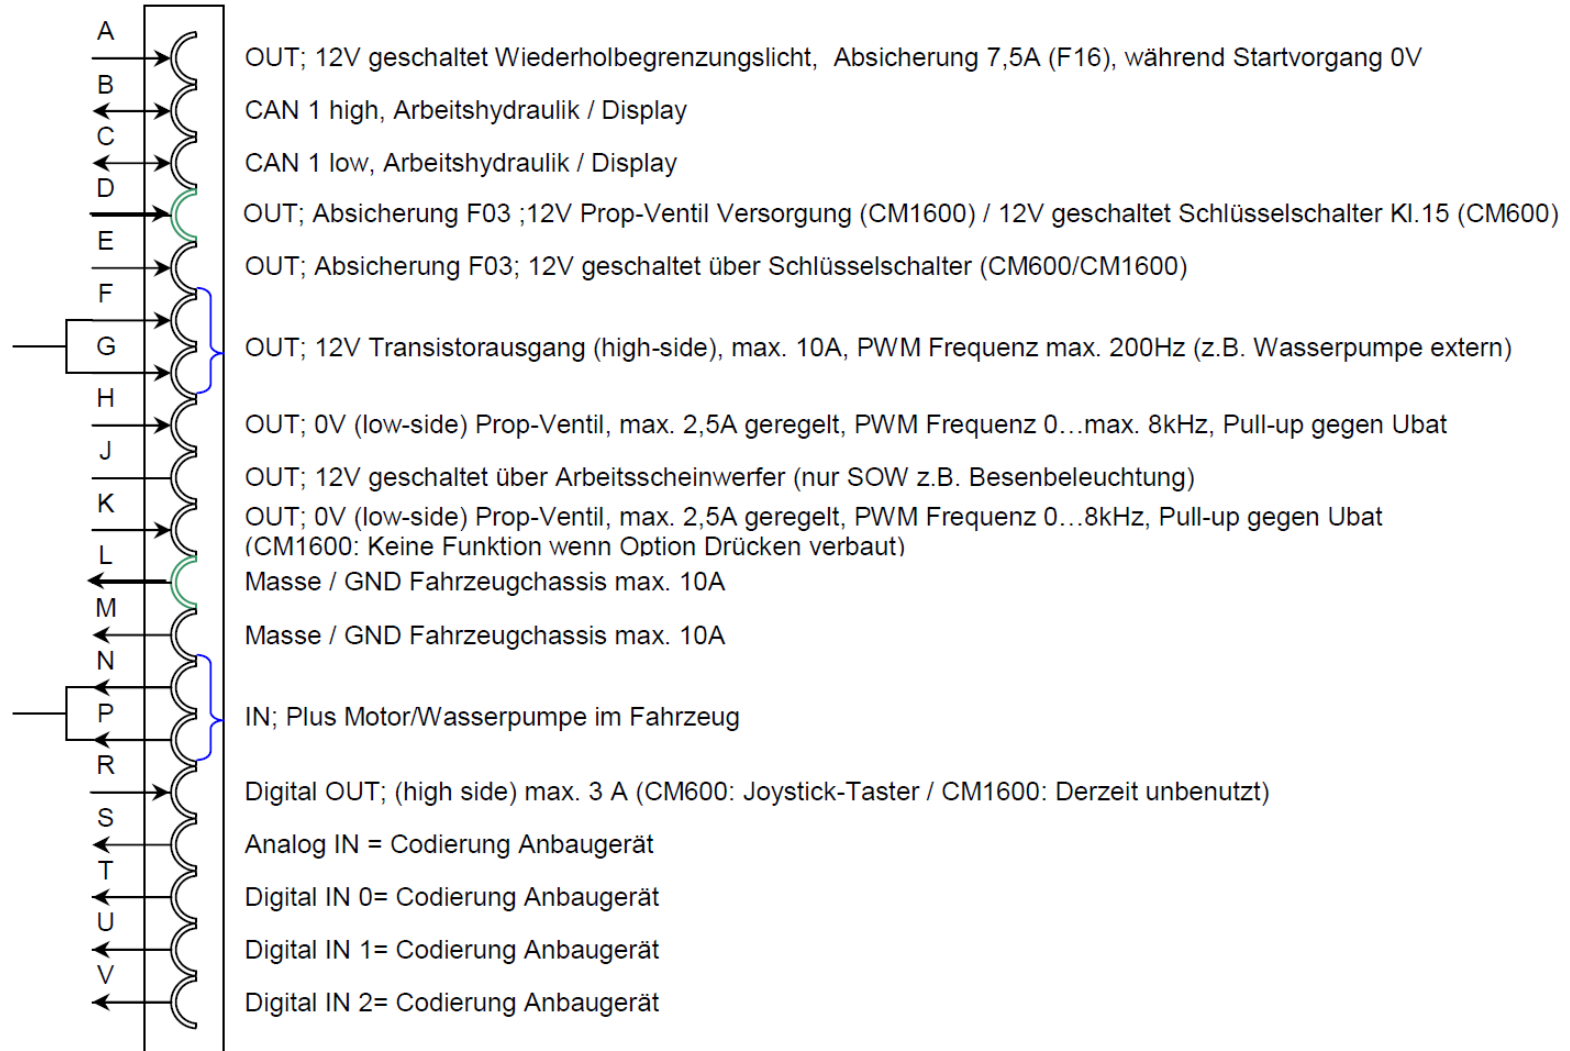 A
OUT; 12V geschaltet Wiederholbegrenzungslicht, Absicherung 7,5A (F16), während Startvorgang 0V
B
CAN 1 high, Arbeitshydraulik / Display
C
CAN 1 low, Arbeitshydraulik / Display
D
OUT; Absicherung F03 ;12V Prop-Ventil Versorgung (CM1600) / 12V geschaltet Schlüsselschalter Kl.15 (CM600)
E
OUT; Absicherung F03; 12V geschaltet über Schlüsselschalter (CM600/CM1600)
F
G
OUT; 12V Transistorausgang (high-side), max. 10A, PWM Frequenz max. 200Hz (z.B. Wasserpumpe extern)
H
OUT; 0V (low-side) Prop-Ventil, max. 2,5A geregelt, PWM Frequenz 0...max. 8kHz, Pull-up gegen Ubat
J
OUT; 12V geschaltet über Arbeitsscheinwerfer (nur SOW z.B. Besenbeleuchtung)
K
OUT; 0V (low-side) Prop-Ventil, max. 2,5A geregelt, PWM Frequenz 0...8kHz, Pull-up gegen Ubat
(CM1600: Keine Funktion wenn Option Drücken verbaut)
L
Masse / GND Fahrzeugchassis max. 10A
M
Masse / GND Fahrzeugchassis max. 10A
N
P
IN; Plus Motor/Wasserpumpe im Fahrzeug
R
Digital OUT; (high side) max. 3 A (CM600: Joystick-Taster / CM1600: Derzeit unbenutzt)
S
Analog IN = Codierung Anbaugerät
T
Digital IN 0= Codierung Anbaugerät
U
Digital IN 1= Codierung Anbaugerät
V
Digital IN 2= Codierung Anbaugerät